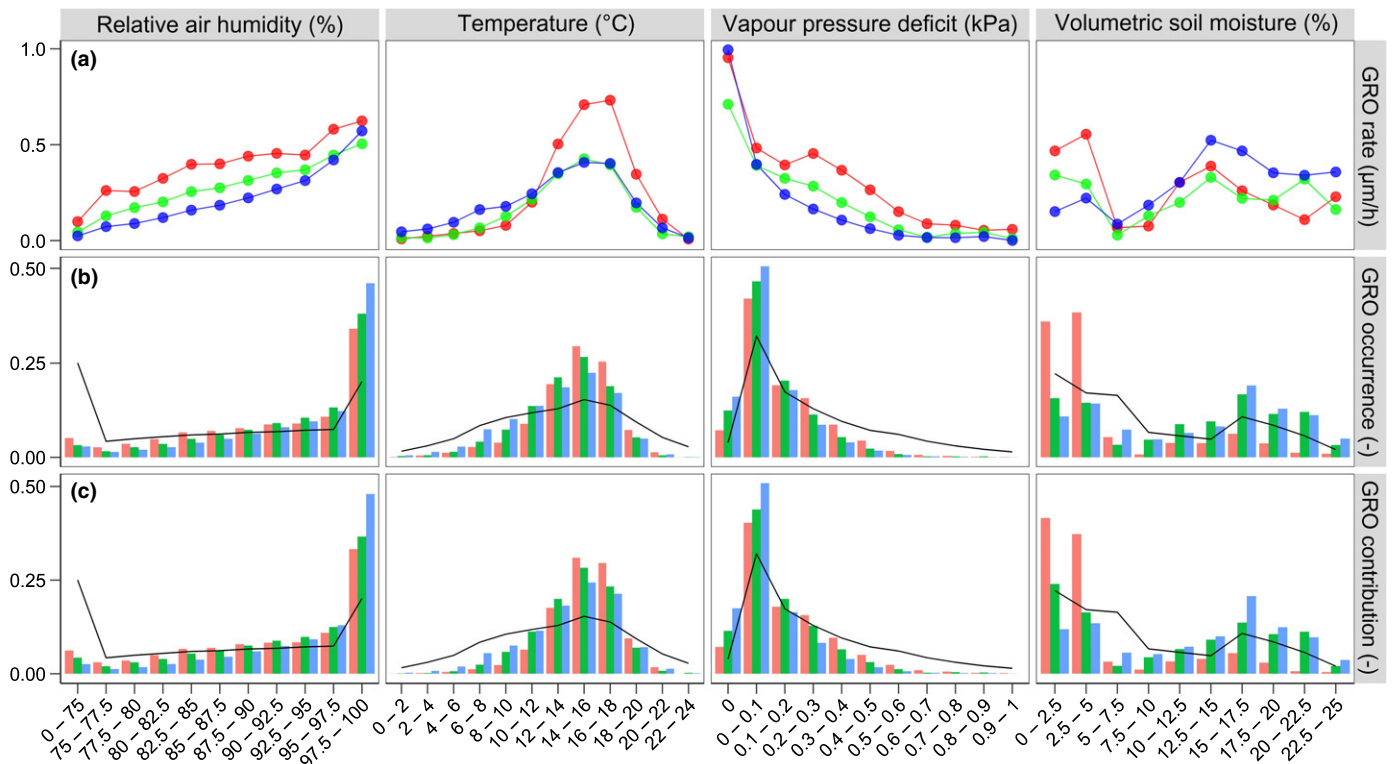 Relative air humidity (%) Temperature (°C) Vapour pressure deficit (kPa) Volumetric soil moisture (%)
(a)
1.0
0.5
0.0
GRO rate (µm/h)
(b)
0.50
0.25
0.00
GRO occurrence (-)
(c)
0.50
0.25
0.00
GRO contribution (-)
0 – 75
75 – 77.5
77.5 – 80
80 – 82.5
82.5 – 85
85 – 87.5
87.5 – 90
90 – 92.5
92.5 – 95
95 – 97.5
97.5 – 100
0 – 2
2 – 4
4 – 6
6 – 8
8 – 10
10 – 12
12 – 14
14 – 16
16 – 18
18 – 20
20 – 22
22 – 24
0
0 – 0.1
0.1 – 0.2
0.2 – 0.3
0.3 – 0.4
0.4 – 0.5
0.5 – 0.6
0.6 – 0.7
0.7 – 0.8
0.8 – 0.9
0.9 – 1
0 – 2.5
2.5 – 5
5 – 7.5
7.5 – 10
10 – 12.5
12.5 – 15
15 – 17.5
17.5 – 20
20 – 22.5
22.5 – 25